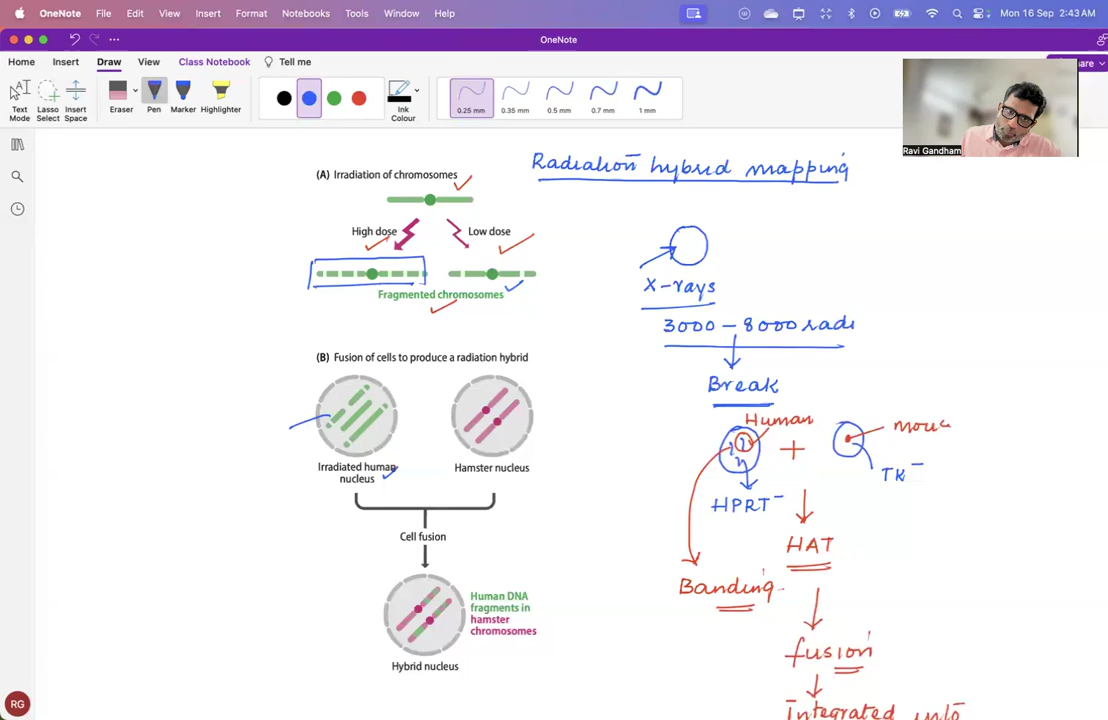 OneNote File Edit View Insert Format Notebooks Tools Window Help Mon 16 Sep 2:43 AM
OneNote
Home Insert Draw View Class Notebook Tell me
Text Mode Lasso Select Insert Space Eraser Pen Marker Highlighter Ink Colour 0.25 mm 0.35 mm 0.5 mm 0.7 mm 1 mm
Ravi Gandham
Radiation hybrid mapping
(A) Irradiation of chromosomes
High dose Low dose
Fragmented chromosomes
X-rays
3000 - 8000 rads
Break
(B) Fusion of cells to produce a radiation hybrid
Irradiated human
nucleus
Hamster nucleus
Cell fusion
Human DNA
fragments in
hamster
chromosomes
Hybrid nucleus
Human + mouse
HPRT⁻ TK⁻
HAT
Banding
fusion
Integrated into
RG